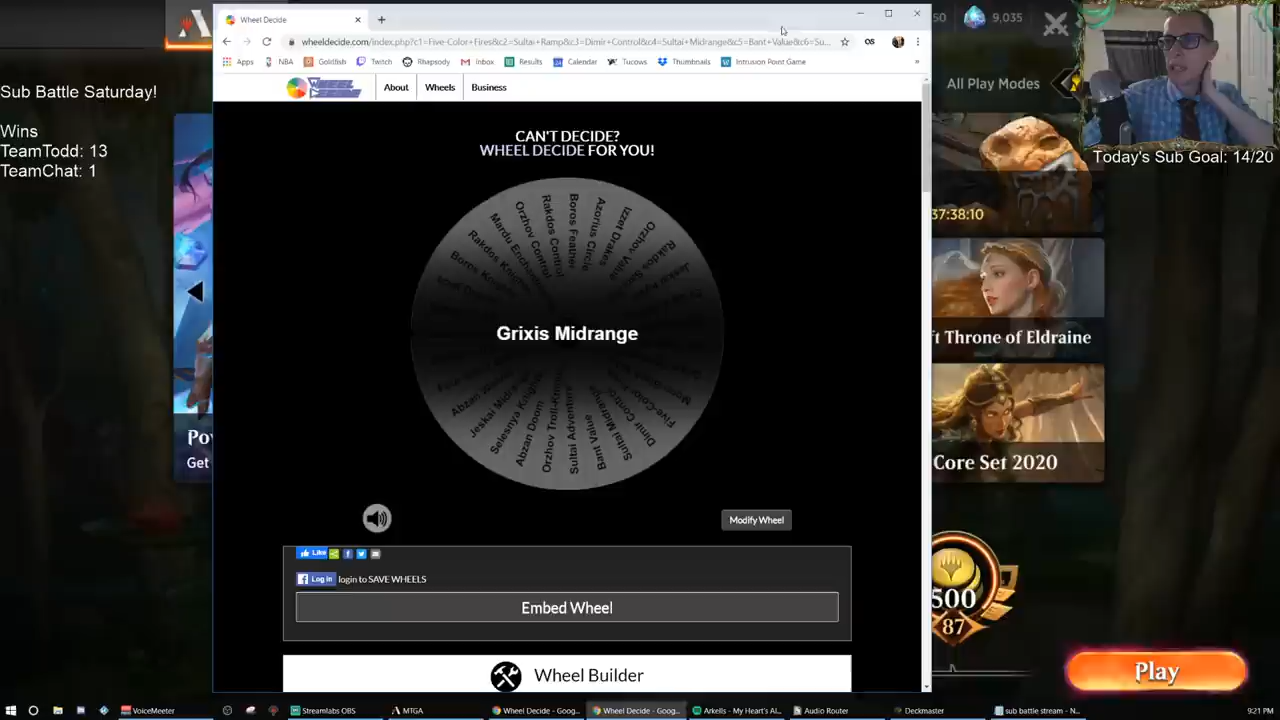 Wheel Decide
wheeldecide.com/index.php?c1=Five-Color+Fires&c2=Sultai+Ramp&c3=Dimir+Control&c4=Sultai+Midrange&c5=Bant+Value&c6=Su...
Apps NBA Goldfish Twitch Rhapsody Inbox Results Calendar Tucows Thumbnails Intrusion Point Game »
About Wheels Business
Sub Battle Saturday!
Wins
TeamTodd: 13
TeamChat: 1
50 9,035
All Play Modes
Today's Sub Goal: 14/20
37:38:10
CAN'T DECIDE?
WHEEL DECIDE FOR YOU!
Boros Knights
Rakdos Knights
Mardu Enchant
Orzhov Control
Rakdos Control
Boros Feather
Azorius Circle
Izzet Drakes
Orzhov Value
Grixis Midrange
Abzan
Jeskai Midrange
Selesnya Knights
Abzan Doom
Orzhov Troll-Kn
Sultai Adventure
Bant Value
Sultai Midrange
Dimir Control
Five-Color
ft Throne of Eldraine
Core Set 2020
Po
Get
Modify Wheel
Like
Log in login to SAVE WHEELS
Embed Wheel
Wheel Builder
500
87
Play
VoiceMeeter Streamlabs OBS MTGA Wheel Decide - Goog... Wheel Decide - Goog... Arkells - My Heart's Al... Audio Router Deckmaster sub battle stream - N... 9:21 PM